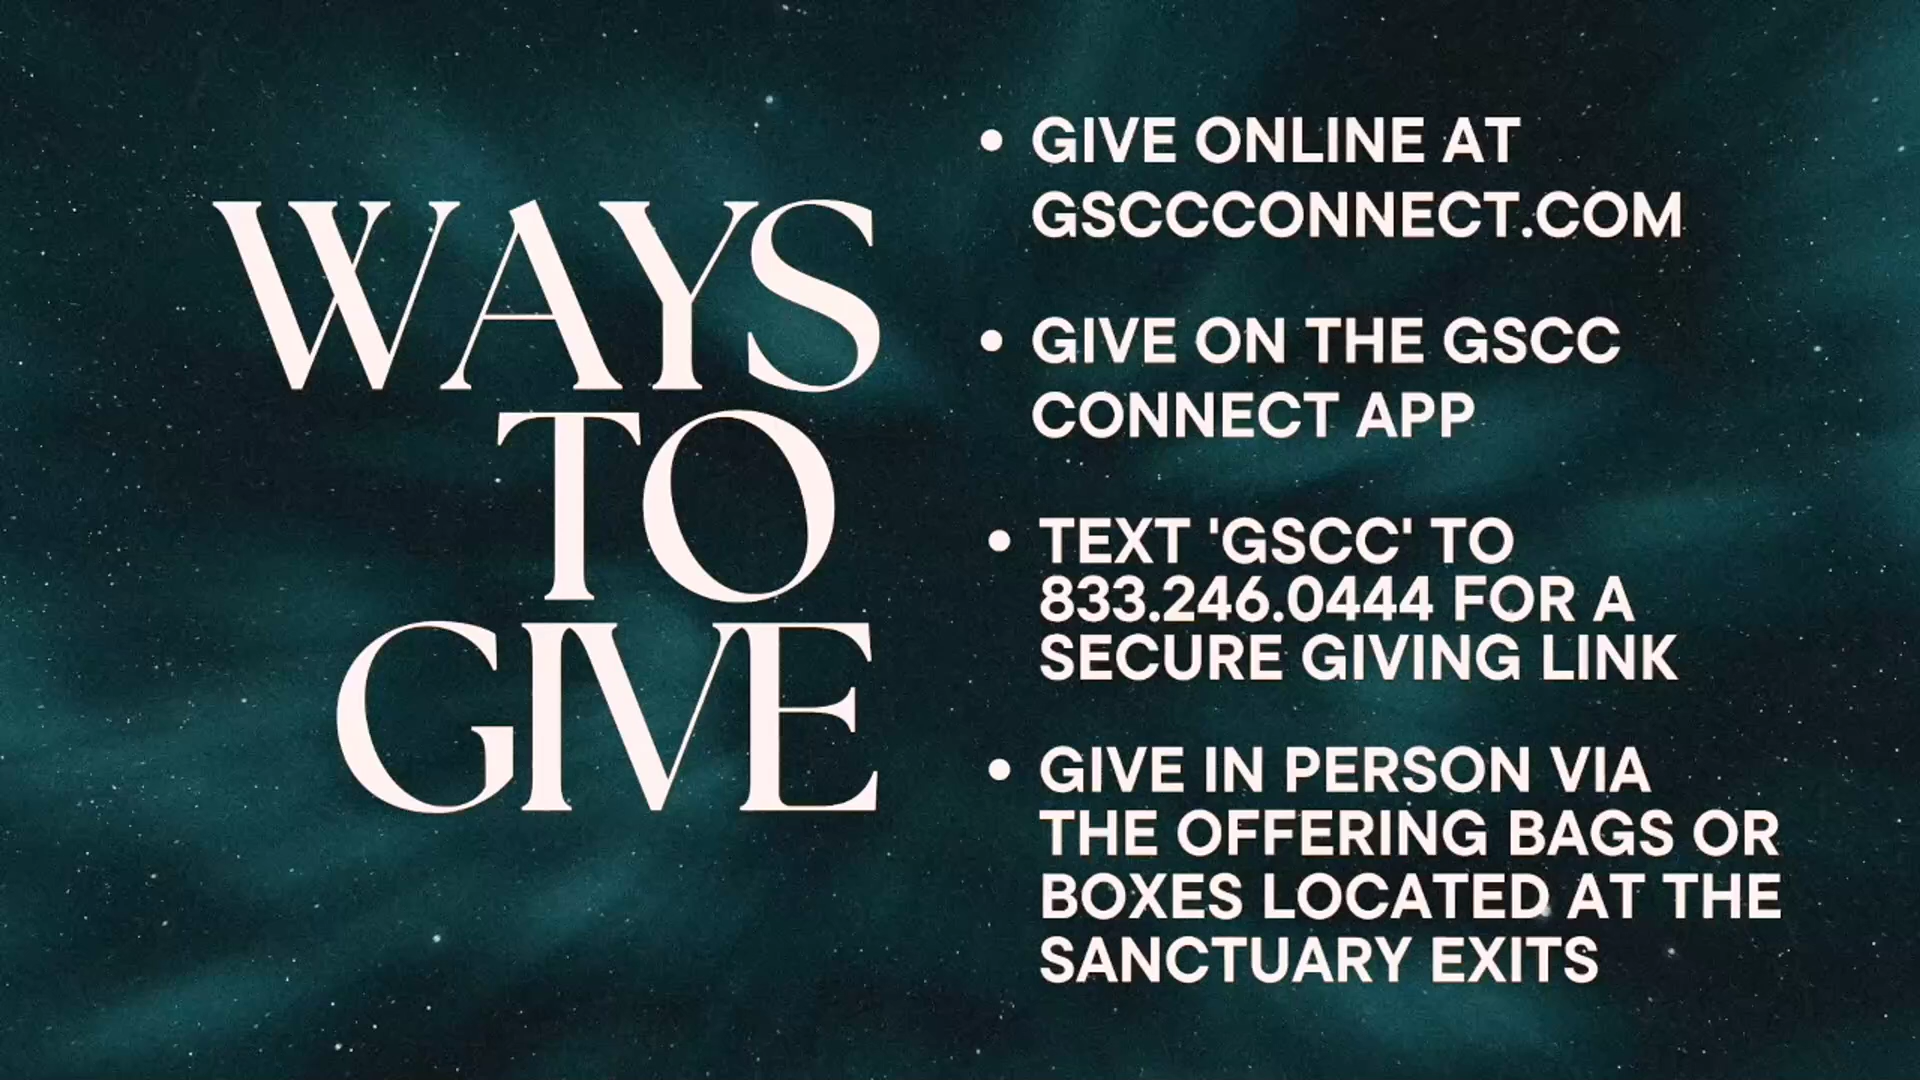 WAYS
TO
GIVE
• GIVE ONLINE AT
GSCCCONNECT.COM
• GIVE ON THE GSCC
CONNECT APP
• TEXT 'GSCC' TO
833.246.0444 FOR A
SECURE GIVING LINK
• GIVE IN PERSON VIA
THE OFFERING BAGS OR
BOXES LOCATED AT THE
SANCTUARY EXITS